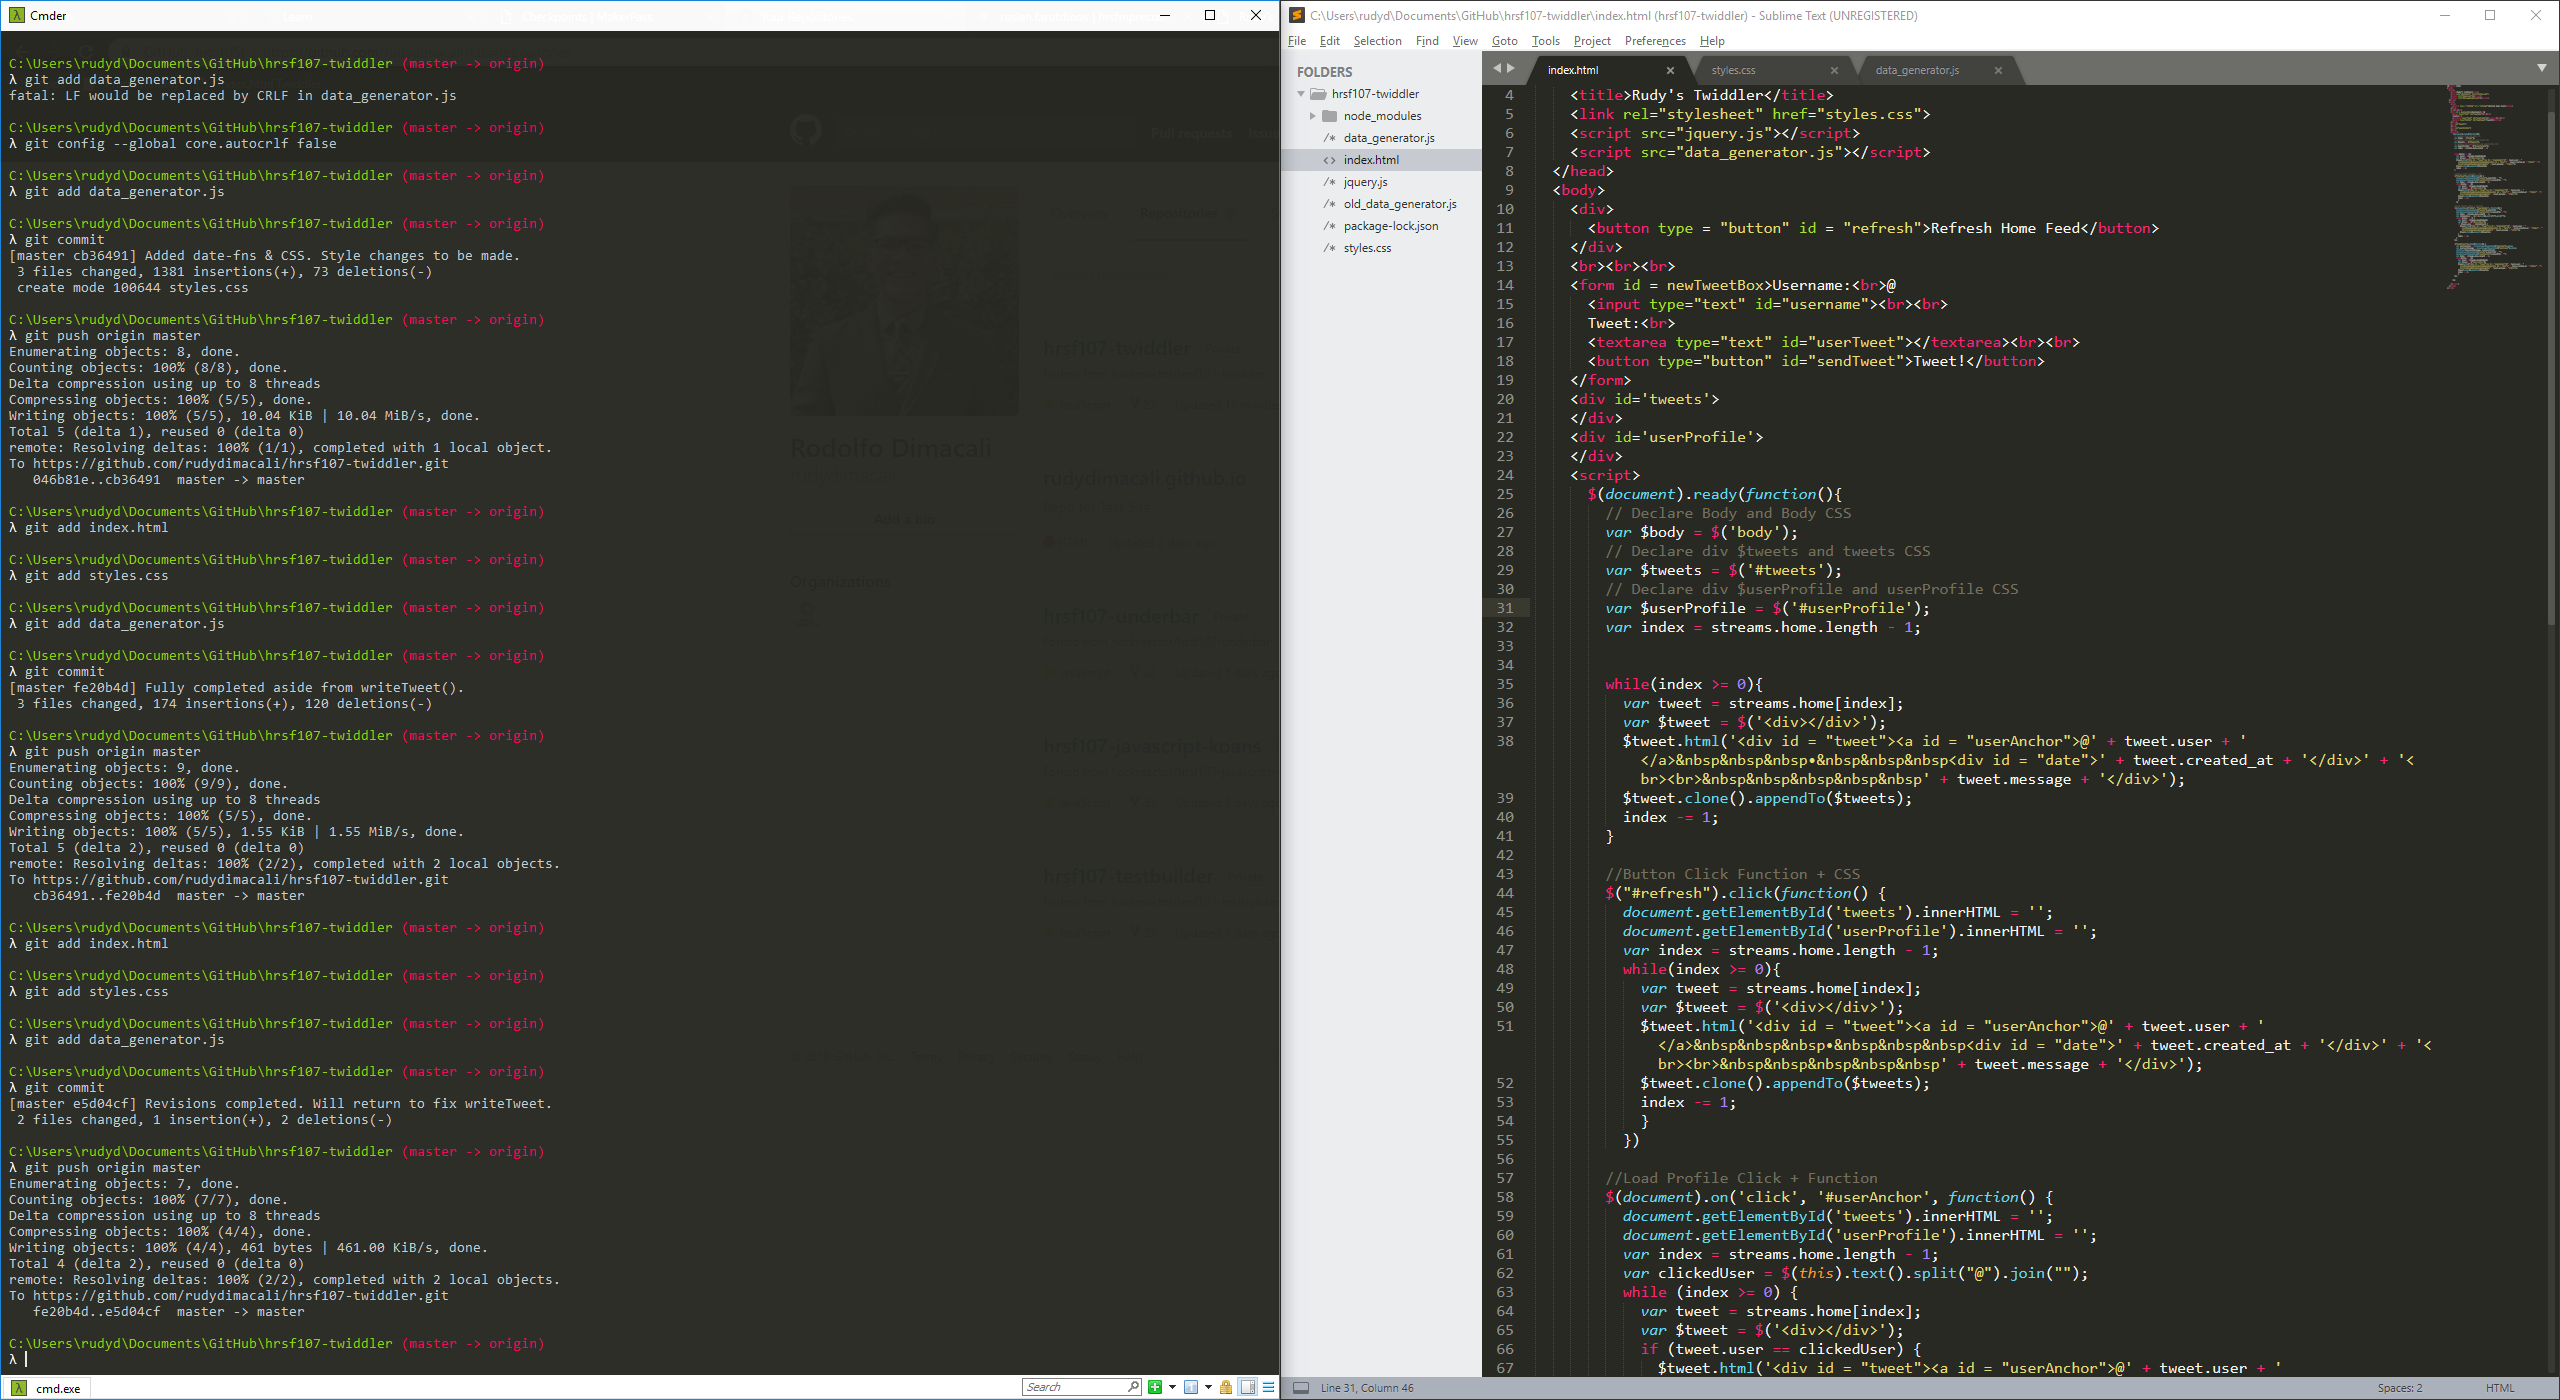 Cmder
C:\Users\rudyd\Documents\GitHub\hrsf107-twiddler (master -> origin)
λ git add data_generator.js
fatal: LF would be replaced by CRLF in data_generator.js
C:\Users\rudyd\Documents\GitHub\hrsf107-twiddler (master -> origin)
λ git config --global core.autocrlf false
C:\Users\rudyd\Documents\GitHub\hrsf107-twiddler (master -> origin)
λ git add data_generator.js
C:\Users\rudyd\Documents\GitHub\hrsf107-twiddler (master -> origin)
λ git commit
[master cb36491] Added date-fns & CSS. Style changes to be made.
 3 files changed, 1381 insertions(+), 73 deletions(-)
 create mode 100644 styles.css
C:\Users\rudyd\Documents\GitHub\hrsf107-twiddler (master -> origin)
λ git push origin master
Enumerating objects: 8, done.
Counting objects: 100% (8/8), done.
Delta compression using up to 8 threads
Compressing objects: 100% (5/5), done.
Writing objects: 100% (5/5), 10.04 KiB | 10.04 MiB/s, done.
Total 5 (delta 1), reused 0 (delta 0)
remote: Resolving deltas: 100% (1/1), completed with 1 local object.
To https://github.com/rudydimacali/hrsf107-twiddler.git
   046b81e..cb36491  master -> master
C:\Users\rudyd\Documents\GitHub\hrsf107-twiddler (master -> origin)
λ git add index.html
C:\Users\rudyd\Documents\GitHub\hrsf107-twiddler (master -> origin)
λ git add styles.css
C:\Users\rudyd\Documents\GitHub\hrsf107-twiddler (master -> origin)
λ git add data_generator.js
C:\Users\rudyd\Documents\GitHub\hrsf107-twiddler (master -> origin)
λ git commit
[master fe20b4d] Fully completed aside from writeTweet().
 3 files changed, 174 insertions(+), 120 deletions(-)
C:\Users\rudyd\Documents\GitHub\hrsf107-twiddler (master -> origin)
λ git push origin master
Enumerating objects: 9, done.
Counting objects: 100% (9/9), done.
Delta compression using up to 8 threads
Compressing objects: 100% (5/5), done.
Writing objects: 100% (5/5), 1.55 KiB | 1.55 MiB/s, done.
Total 5 (delta 2), reused 0 (delta 0)
remote: Resolving deltas: 100% (2/2), completed with 2 local objects.
To https://github.com/rudydimacali/hrsf107-twiddler.git
   cb36491..fe20b4d  master -> master
C:\Users\rudyd\Documents\GitHub\hrsf107-twiddler (master -> origin)
λ git add index.html
C:\Users\rudyd\Documents\GitHub\hrsf107-twiddler (master -> origin)
λ git add styles.css
C:\Users\rudyd\Documents\GitHub\hrsf107-twiddler (master -> origin)
λ git add data_generator.js
C:\Users\rudyd\Documents\GitHub\hrsf107-twiddler (master -> origin)
λ git commit
[master e5d04cf] Revisions completed. Will return to fix writeTweet.
 2 files changed, 1 insertion(+), 2 deletions(-)
C:\Users\rudyd\Documents\GitHub\hrsf107-twiddler (master -> origin)
λ git push origin master
Enumerating objects: 7, done.
Counting objects: 100% (7/7), done.
Delta compression using up to 8 threads
Compressing objects: 100% (4/4), done.
Writing objects: 100% (4/4), 461 bytes | 461.00 KiB/s, done.
Total 4 (delta 2), reused 0 (delta 0)
remote: Resolving deltas: 100% (2/2), completed with 2 local objects.
To https://github.com/rudydimacali/hrsf107-twiddler.git
   fe20b4d..e5d04cf  master -> master
C:\Users\rudyd\Documents\GitHub\hrsf107-twiddler (master -> origin)
λ
Pull requests
Repositories
Rodolfo Dimacali
rudydimacali
Add a bio
Organizations
hrsf107-twiddler
rudydimacali.github.io
hrsf107-underbar
hrsf107-javascript-koans
hrsf107-testbuilder
cmd.exe
Search
C:\Users\rudyd\Documents\GitHub\hrsf107-twiddler\index.html (hrsf107-twiddler) - Sublime Text (UNREGISTERED)
File Edit Selection Find View Goto Tools Project Preferences Help
FOLDERS
hrsf107-twiddler
node_modules
/* data_generator.js
<> index.html
/* jquery.js
/* old_data_generator.js
/* package-lock.json
/* styles.css
index.html styles.css data_generator.js
4 <title>Rudy's Twiddler</title>
5 <link rel="stylesheet" href="styles.css">
6 <script src="jquery.js"></script>
7 <script src="data_generator.js"></script>
8 </head>
9 <body>
10 <div>
11 <button type = "button" id = "refresh">Refresh Home Feed</button>
12 </div>
13 <br><br><br>
14 <form id = newTweetBox>Username:<br>@
15 <input type="text" id="username"><br><br>
16 Tweet:<br>
17 <textarea type="text" id="userTweet"></textarea><br><br>
18 <button type="button" id="sendTweet">Tweet!</button>
19 </form>
20 <div id='tweets'>
21 </div>
22 <div id='userProfile'>
23 </div>
24 <script>
25 $(document).ready(function(){
26 // Declare Body and Body CSS
27 var $body = $('body');
28 // Declare div $tweets and tweets CSS
29 var $tweets = $('#tweets');
30 // Declare div $userProfile and userProfile CSS
31 var $userProfile = $('#userProfile');
32 var index = streams.home.length - 1;
33
34
35 while(index >= 0){
36 var tweet = streams.home[index];
37 var $tweet = $('<div></div>');
38 $tweet.html('<div id = "tweet"><a id = "userAnchor">@' + tweet.user + '
</a>&nbsp&nbsp&nbsp•&nbsp&nbsp&nbsp<div id = "date">' + tweet.created_at + '</div>' + '<
br><br>&nbsp&nbsp&nbsp&nbsp&nbsp' + tweet.message + '</div>');
39 $tweet.clone().appendTo($tweets);
40 index -= 1;
41 }
42
43 //Button Click Function + CSS
44 $("#refresh").click(function() {
45 document.getElementById('tweets').innerHTML = '';
46 document.getElementById('userProfile').innerHTML = '';
47 var index = streams.home.length - 1;
48 while(index >= 0){
49 var tweet = streams.home[index];
50 var $tweet = $('<div></div>');
51 $tweet.html('<div id = "tweet"><a id = "userAnchor">@' + tweet.user + '
</a>&nbsp&nbsp&nbsp•&nbsp&nbsp&nbsp<div id = "date">' + tweet.created_at + '</div>' + '<
br><br>&nbsp&nbsp&nbsp&nbsp&nbsp' + tweet.message + '</div>');
52 $tweet.clone().appendTo($tweets);
53 index -= 1;
54 }
55 })
56
57 //Load Profile Click + Function
58 $(document).on('click', '#userAnchor', function() {
59 document.getElementById('tweets').innerHTML = '';
60 document.getElementById('userProfile').innerHTML = '';
61 var index = streams.home.length - 1;
62 var clickedUser = $(this).text().split("@").join("");
63 while (index >= 0) {
64 var tweet = streams.home[index];
65 var $tweet = $('<div></div>');
66 if (tweet.user == clickedUser) {
67 $tweet.html('<div id = "tweet"><a id = "userAnchor">@' + tweet.user + '
Line 31, Column 46
Spaces: 2
HTML